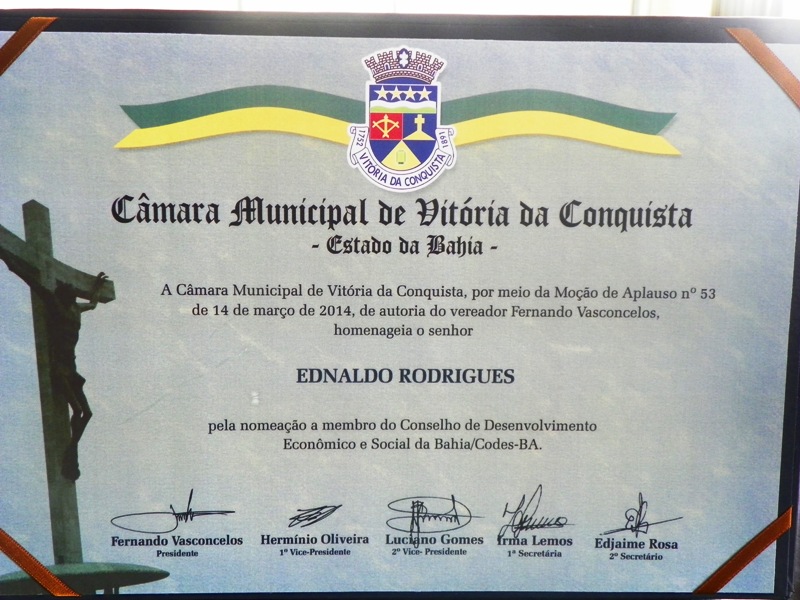 1752 VITÓRIA DA CONQUISTA 1891
Câmara Municipal de Vitória da Conquista
- Estado da Bahia -
A Câmara Municipal de Vitória da Conquista, por meio da Moção de Aplauso nº 53
de 14 de março de 2014, de autoria do vereador Fernando Vasconcelos,
homenageia o senhor
EDNALDO RODRIGUES
pela nomeação a membro do Conselho de Desenvolvimento
Econômico e Social da Bahia/Codes-BA.
Fernando Vasconcelos Hermínio Oliveira Luciano Gomes Irma Lemos Edjaime Rosa
Presidente 1º Vice-Presidente 2º Vice- Presidente 1ª Secretária 2º Secretário